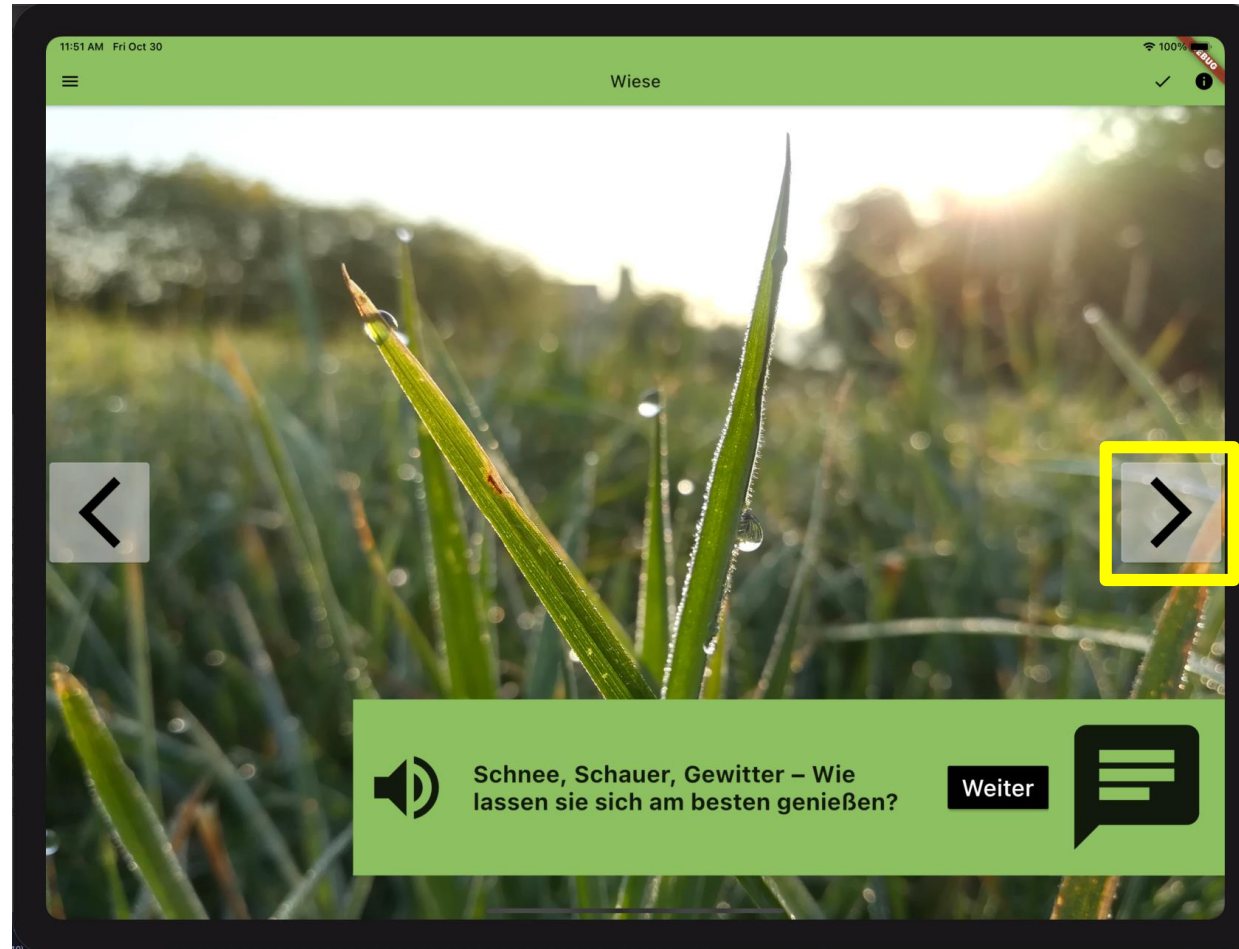 11:51 AM Fri Oct 30
100%
Wiese
Schnee, Schauer, Gewitter – Wie
lassen sie sich am besten genießen?
Weiter